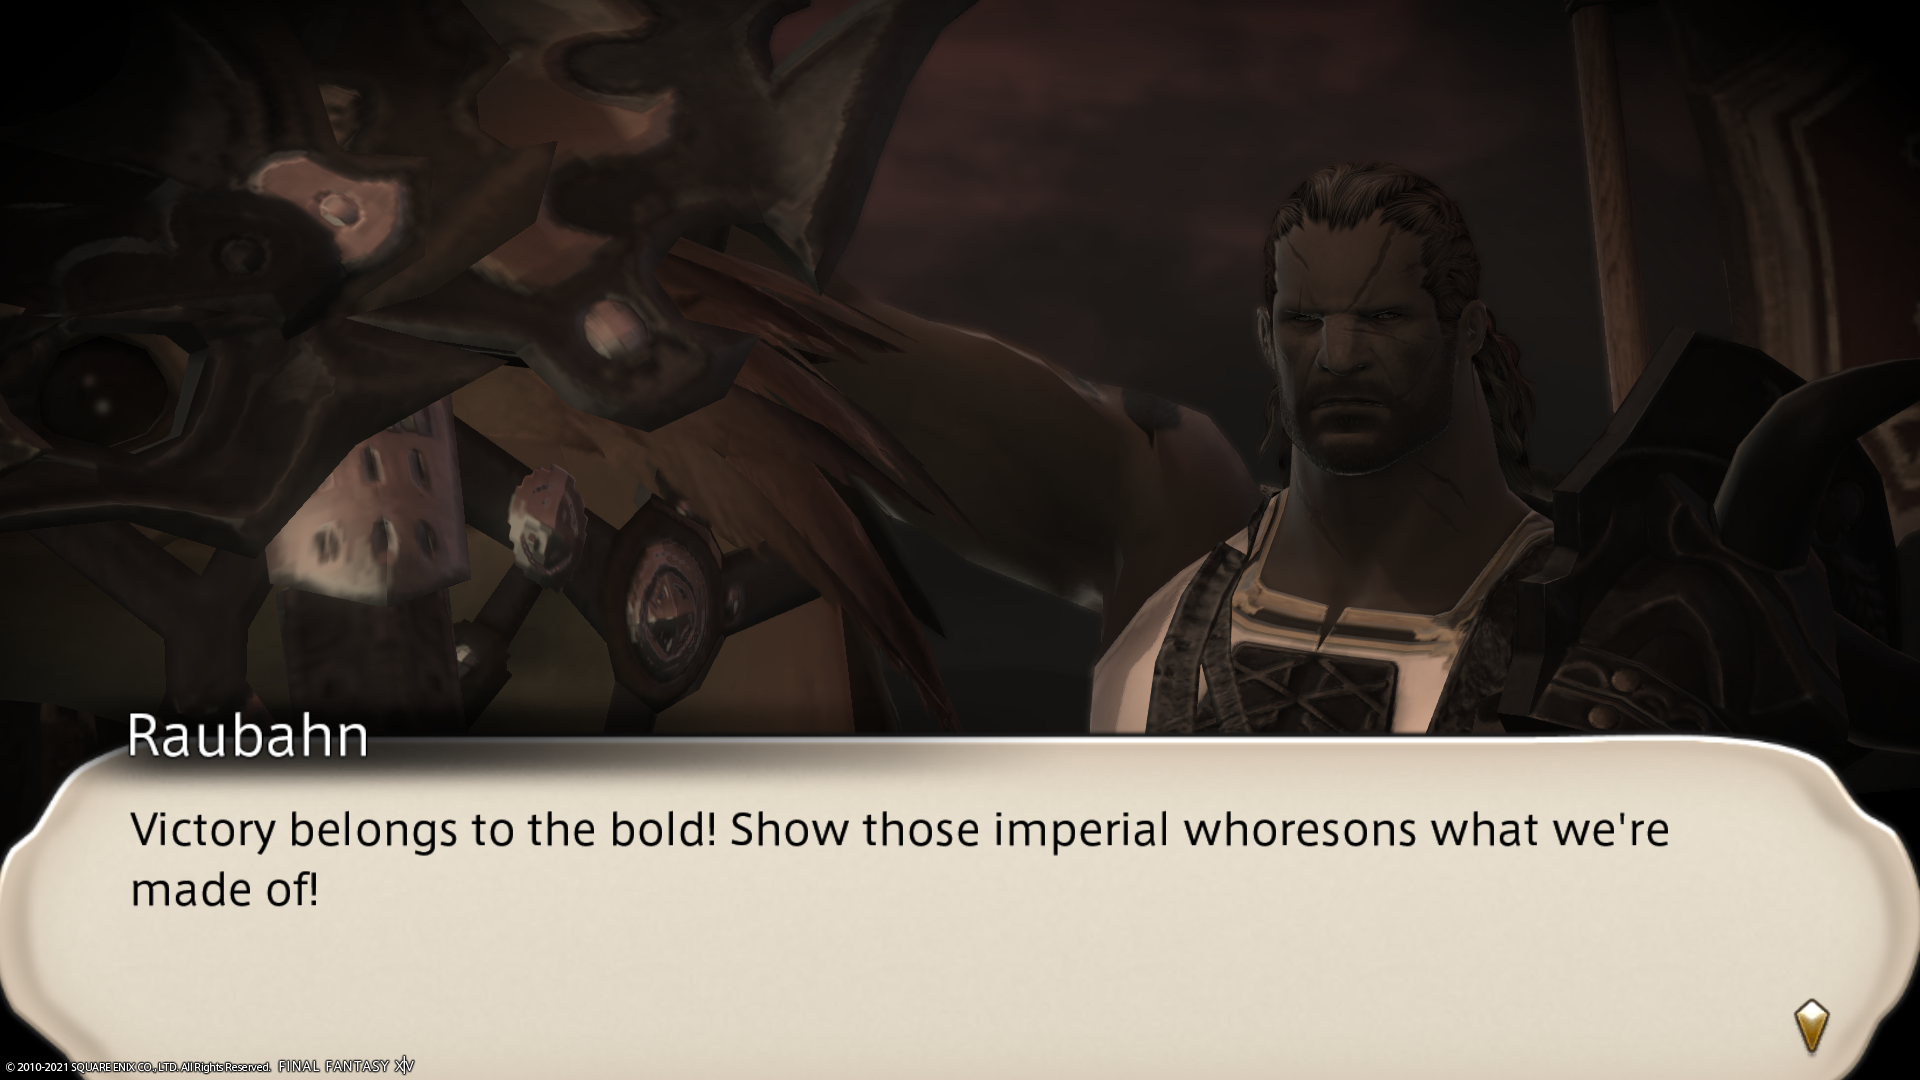 Raubahn
Victory belongs to the bold! Show those imperial whoresons what we're
made of!
© 2010-2021 SQUARE ENIX CO., LTD. All Rights Reserved. FINAL FANTASY XIV